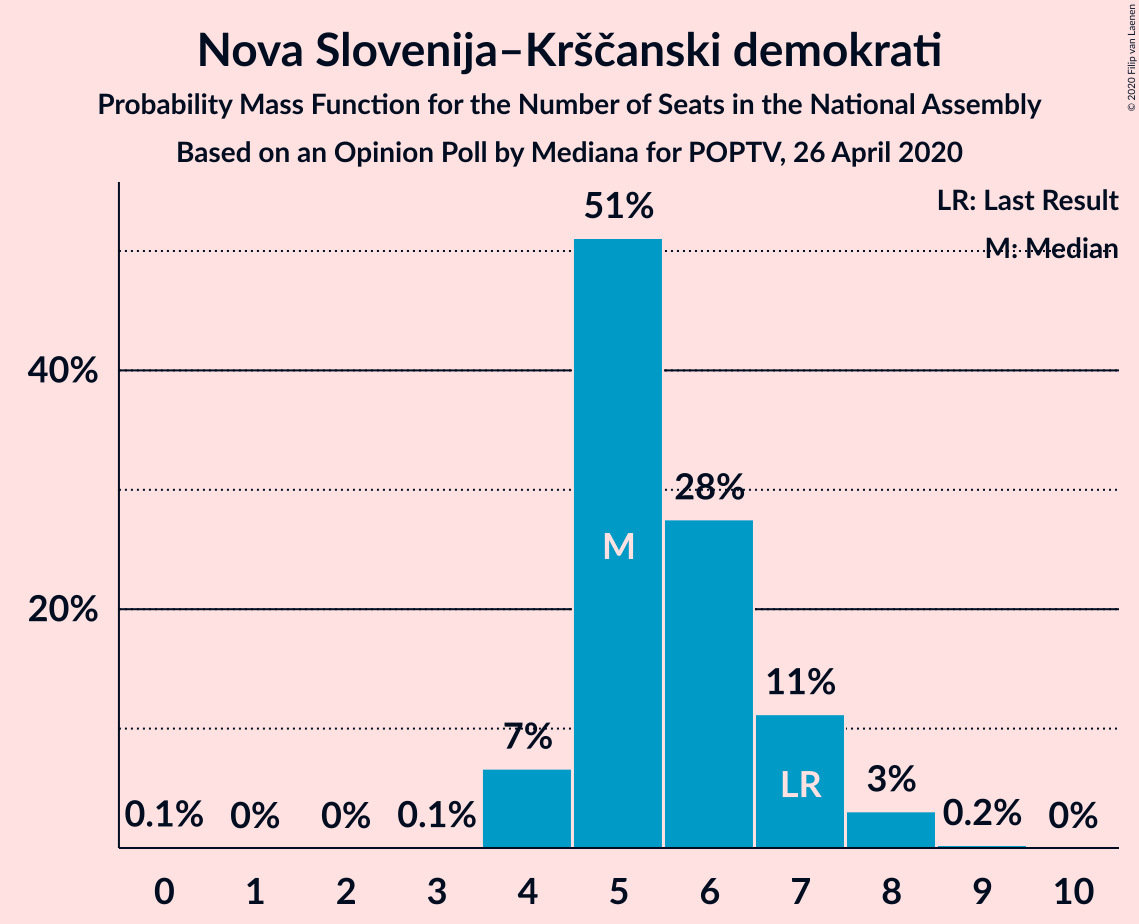 Nova Slovenija–Krščanski demokrati
Probability Mass Function for the Number of Seats in the National Assembly
Based on an Opinion Poll by Mediana for POPTV, 26 April 2020
© 2020 Filip van Laenen
LR: Last Result
M: Median
51%
40%
28%
M
20%
11%
7%
LR
3%
0.1% 0% 0% 0.1% 0.2% 0%
0 1 2 3 4 5 6 7 8 9 10